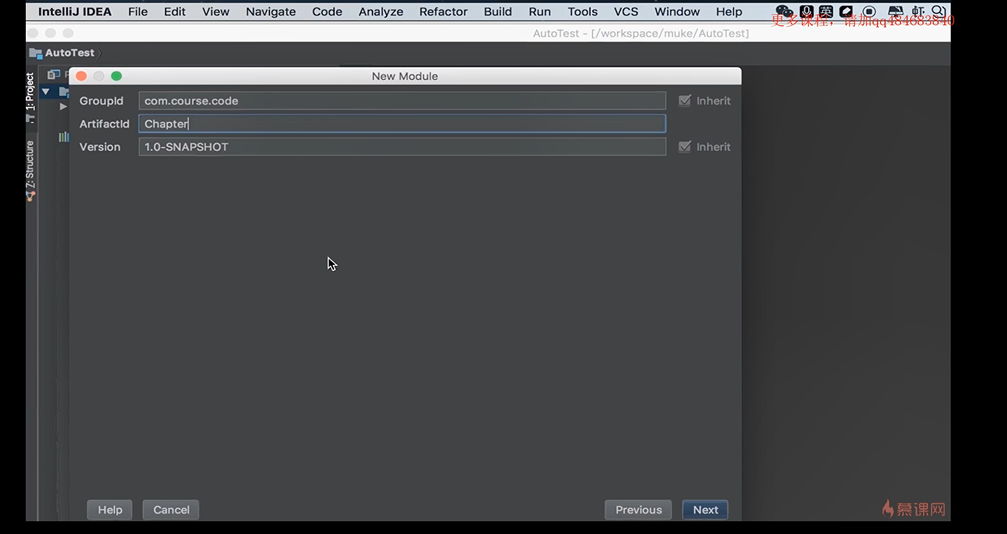 IntelliJ IDEA File Edit View Navigate Code Analyze Refactor Build Run Tools VCS Window Help 英
更多课程，请加qq484683840
AutoTest - [/workspace/muke/AutoTest]
AutoTest
New Module
1: Project
GroupId com.course.code Inherit
ArtifactId Chapter
Version 1.0-SNAPSHOT Inherit
7: Structure
Help Cancel Previous Next
慕课网